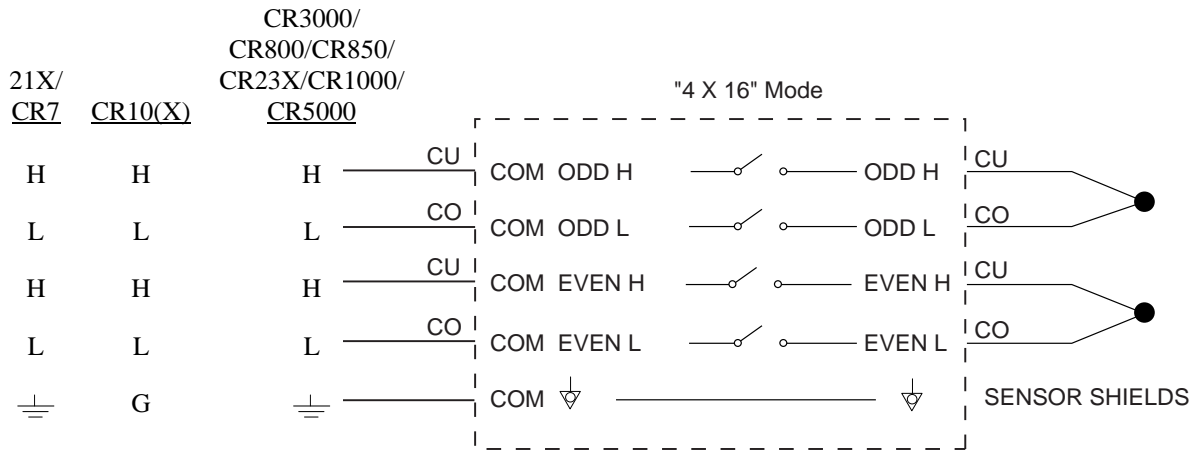 CR3000/
CR800/CR850/
21X/ CR23X/CR1000/
CR7 CR10(X) CR5000
"4 X 16" Mode
H H H CU COM ODD H ODD H CU
L L L CO COM ODD L ODD L CO
H H H CU COM EVEN H EVEN H CU
L L L CO COM EVEN L EVEN L CO
G COM SENSOR SHIELDS